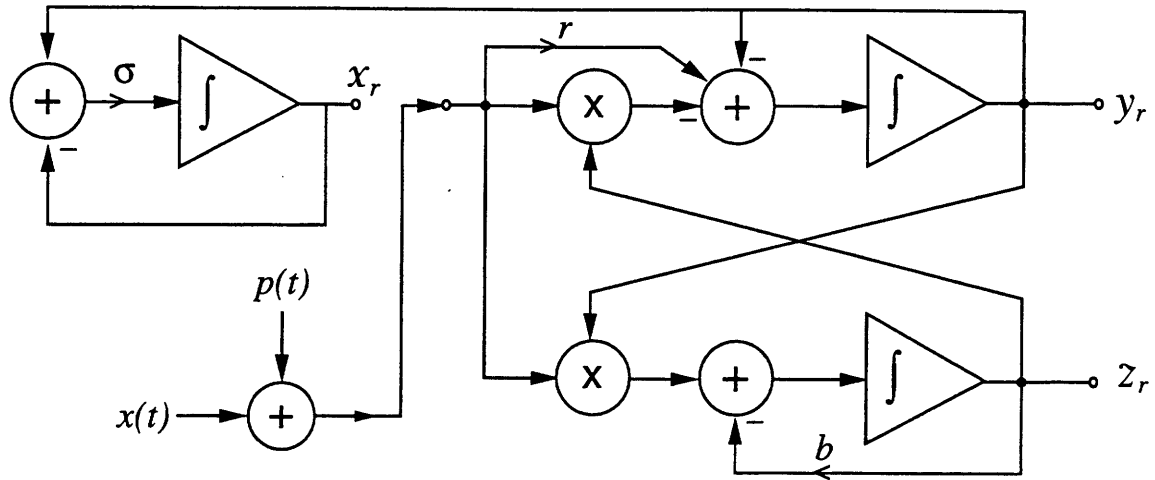 r
σ
x_r
+
∫
x
+
∫
y_r
−
−
−
p(t)
x(t)
+
x
+
∫
z_r
−
b